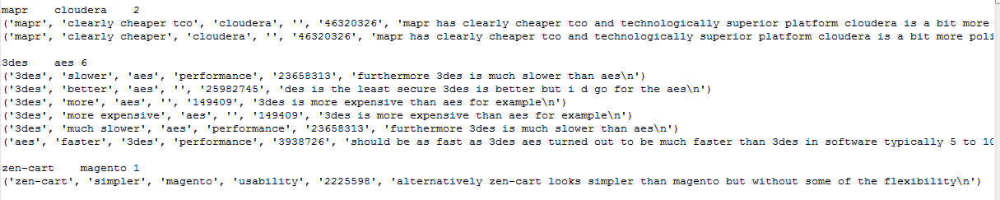 mapr    cloudera    2
('mapr', 'clearly cheaper tco', 'cloudera', '', '46320326', 'mapr has clearly cheaper tco and technologically superior platform cloudera is a bit more
('mapr', 'clearly cheaper', 'cloudera', '', '46320326', 'mapr has clearly cheaper tco and technologically superior platform cloudera is a bit more poli
3des    aes 6
('3des', 'slower', 'aes', 'performance', '23658313', 'furthermore 3des is much slower than aes\n')
('3des', 'better', 'aes', '', '25982745', 'des is the least secure 3des is better but i d go for the aes\n')
('3des', 'more', 'aes', '', '149409', '3des is more expensive than aes for example\n')
('3des', 'more expensive', 'aes', '', '149409', '3des is more expensive than aes for example\n')
('3des', 'much slower', 'aes', 'performance', '23658313', 'furthermore 3des is much slower than aes\n')
('aes', 'faster', '3des', 'performance', '3938726', 'should be as fast as 3des aes turned out to be much faster than 3des in software typically 5 to 10
zen-cart    magento 1
('zen-cart', 'simpler', 'magento', 'usability', '2225598', 'alternatively zen-cart looks simpler than magento but without some of the flexibility\n')